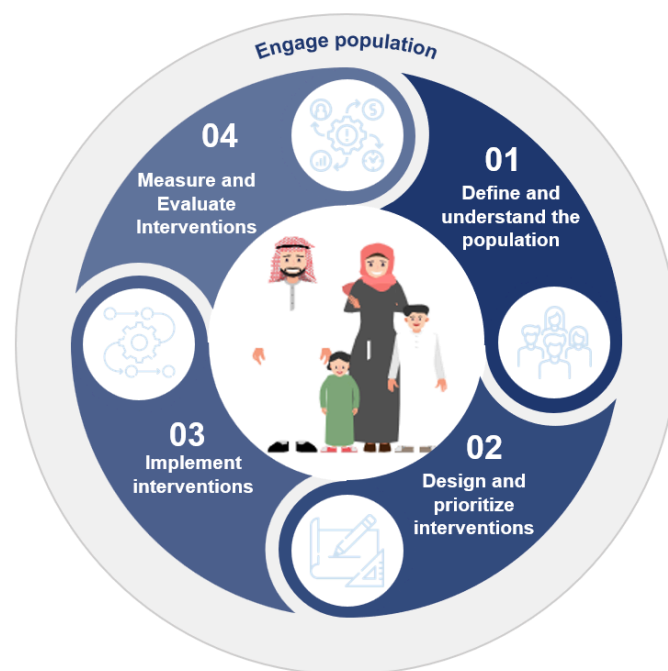 Engage population
01
Define and
understand the
population
02
Design and
prioritize
interventions
03
Implement
interventions
04
Measure and
Evaluate
Interventions